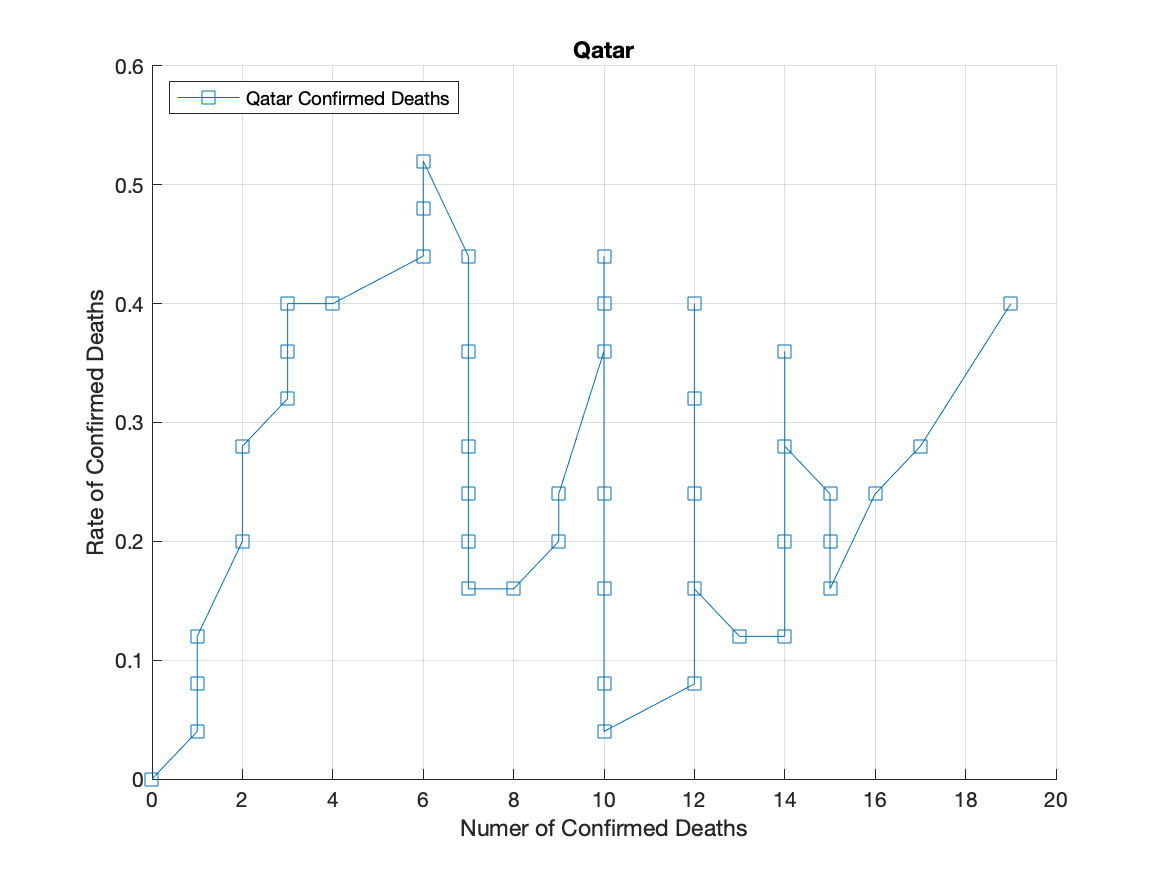 Qatar
Qatar Confirmed Deaths
0.6
0.5
0.4
0.3
0.2
0.1
0
Rate of Confirmed Deaths
0 2 4 6 8 10 12 14 16 18 20
Numer of Confirmed Deaths